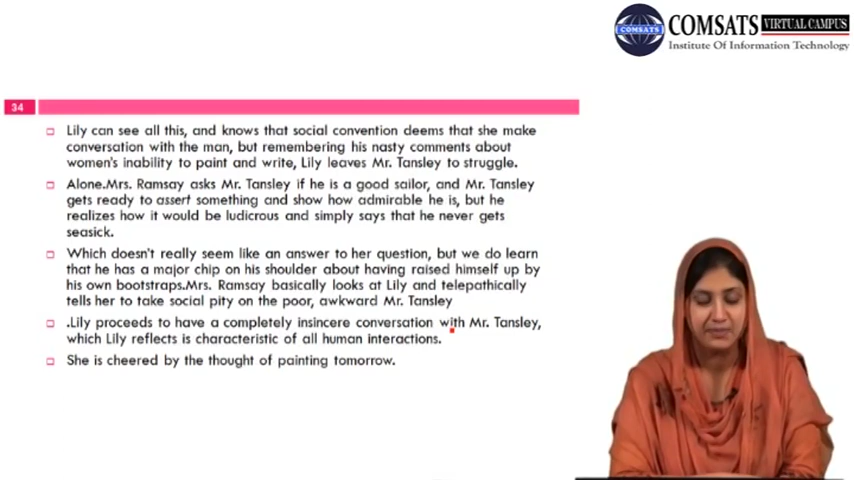 COMSATS
COMSATS VIRTUAL CAMPUS
Institute Of Information Technology
34
Lily can see all this, and knows that social convention deems that she make
conversation with the man, but remembering his nasty comments about
women's inability to paint and write, Lily leaves Mr. Tansley to struggle.
Alone.Mrs. Ramsay asks Mr. Tansley if he is a good sailor, and Mr. Tansley
gets ready to assert something and show how admirable he is, but he
realizes how it would be ludicrous and simply says that he never gets
seasick.
Which doesn't really seem like an answer to her question, but we do learn
that he has a major chip on his shoulder about having raised himself up by
his own bootstraps.Mrs. Ramsay basically looks at Lily and telepathically
tells her to take social pity on the poor, awkward Mr. Tansley
.Lily proceeds to have a completely insincere conversation with Mr. Tansley,
which Lily reflects is characteristic of all human interactions.
She is cheered by the thought of painting tomorrow.